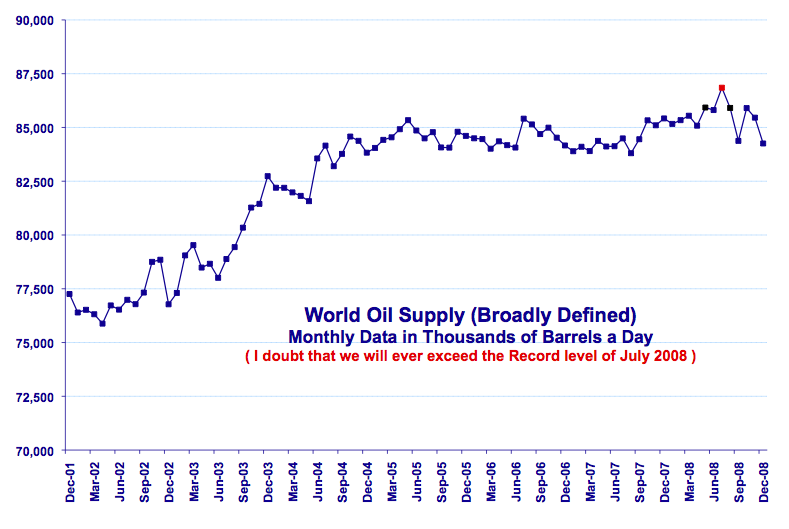 90,000
87,500
85,000
82,500
80,000
77,500
75,000
72,500
70,000
World Oil Supply (Broadly Defined)
Monthly Data in Thousands of Barrels a Day
( I doubt that we will ever exceed the Record level of July 2008 )
Dec-01
Mar-02
Jun-02
Sep-02
Dec-02
Mar-03
Jun-03
Sep-03
Dec-03
Mar-04
Jun-04
Sep-04
Dec-04
Mar-05
Jun-05
Sep-05
Dec-05
Mar-06
Jun-06
Sep-06
Dec-06
Mar-07
Jun-07
Sep-07
Dec-07
Mar-08
Jun-08
Sep-08
Dec-08